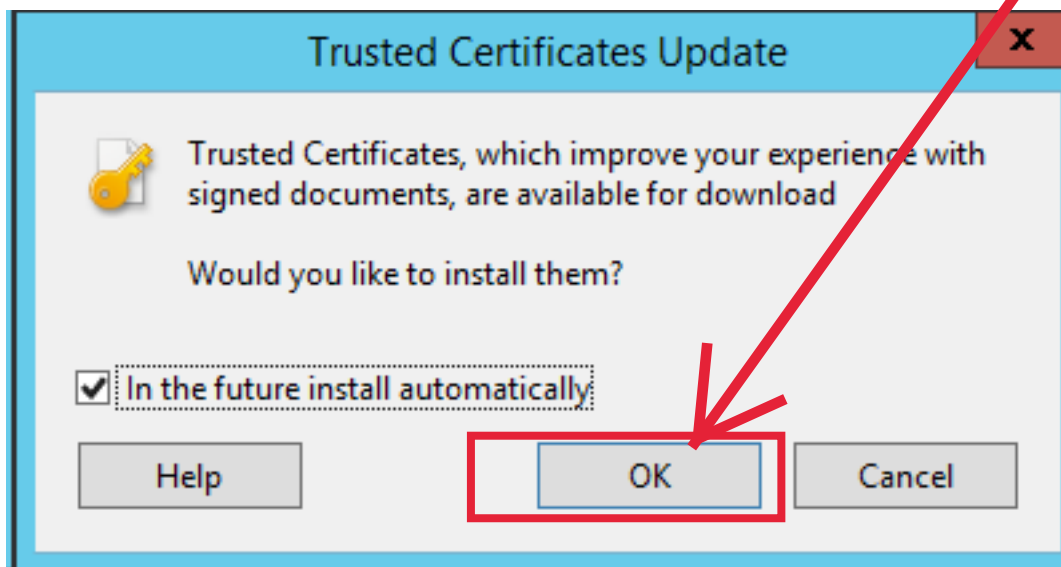 Trusted Certificates Update
x
Trusted Certificates, which improve your experience with
signed documents, are available for download
Would you like to install them?
In the future install automatically
Help
OK
Cancel